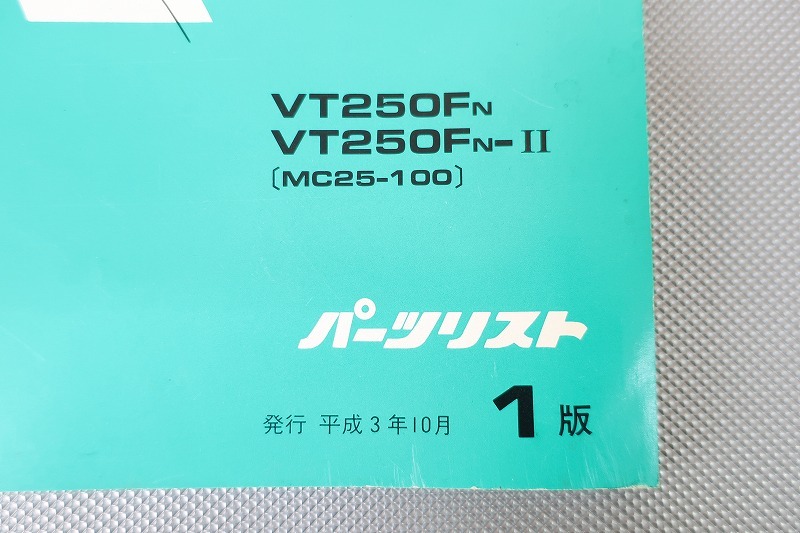 VT250FN
VT250FN-II
〔MC25-100〕
パーツリスト
発行 平成3年10月 1版